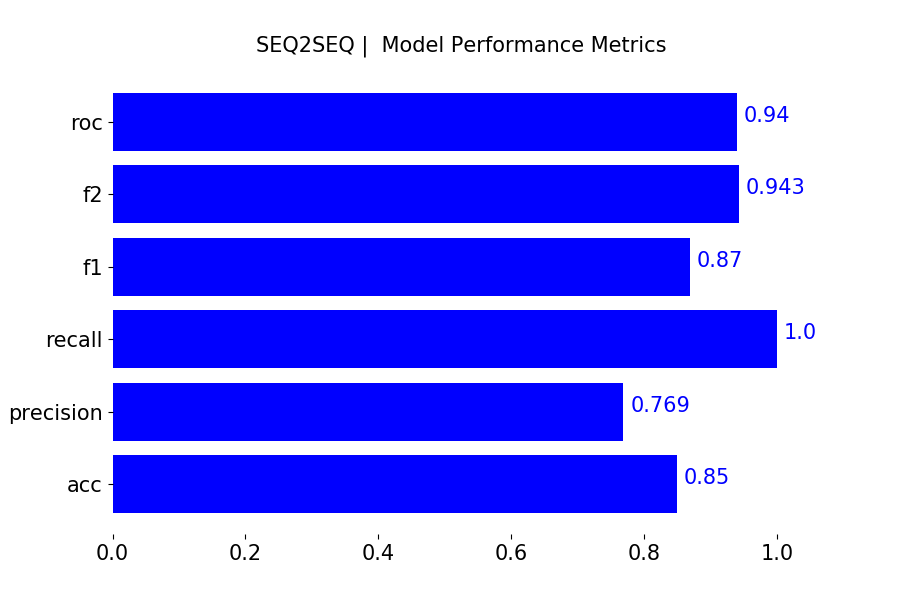 SEQ2SEQ |  Model Performance Metrics
roc 0.94
f2 0.943
f1 0.87
recall 1.0
precision 0.769
acc 0.85
0.0 0.2 0.4 0.6 0.8 1.0